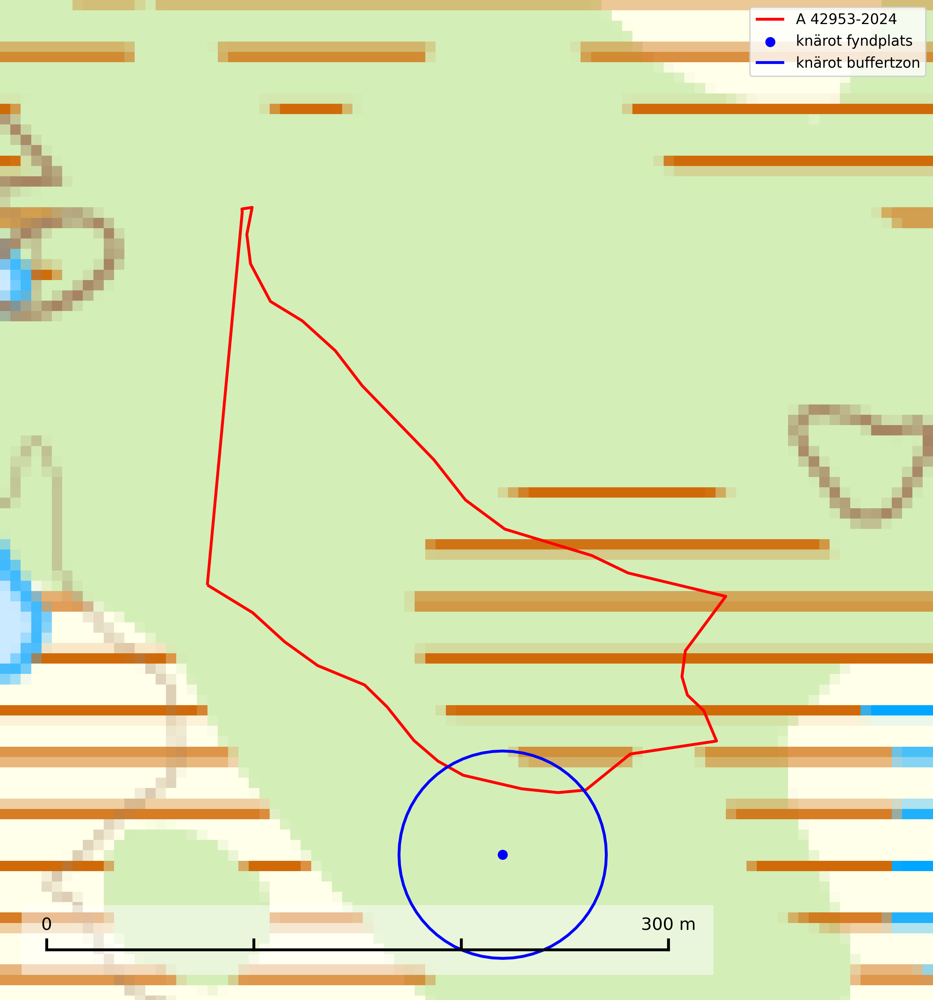 A 42953-2024
knärot fyndplats
knärot buffertzon
0
300 m